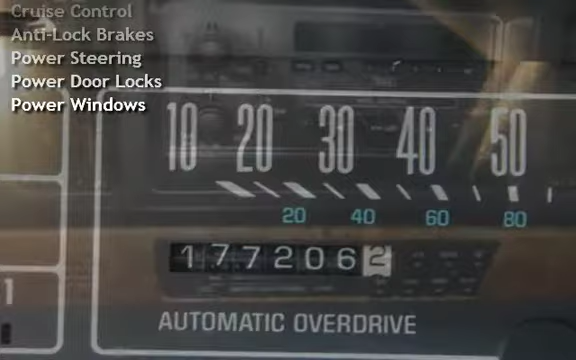 Cruise Control
Anti-Lock Brakes
Power Steering
Power Door Locks
Power Windows
10 20 30 40 50
20 40 60 80
1772062
1
AUTOMATIC OVERDRIVE